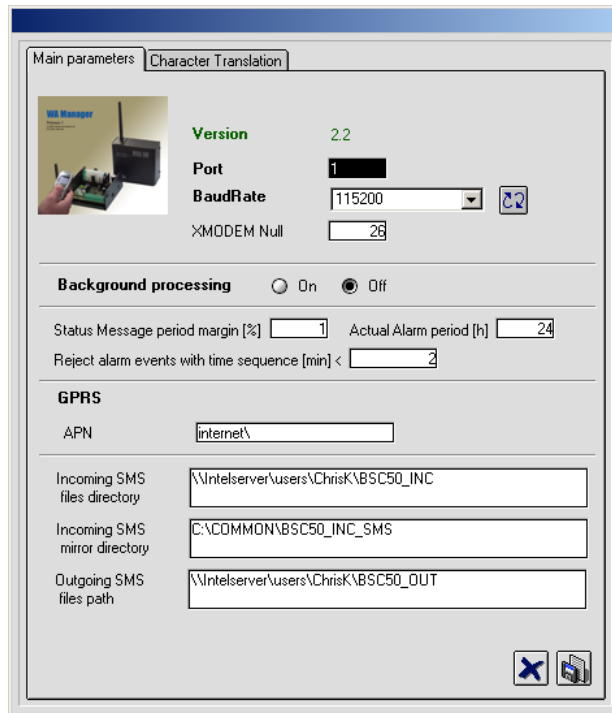 Main parameters Character Translation
WA Manager
Version 2.2
Port 1
BaudRate 115200
XMODEM Null 26
Background processing On Off
Status Message period margin [%] 1 Actual Alarm period [h] 24
Reject alarm events with time sequence [min] < 2
GPRS
APN internet\
Incoming SMS
files directory
\\Intelserver\users\ChrisK\BSC50_INC
Incoming SMS
mirror directory
C:\COMMON\BSC50_INC_SMS
Outgoing SMS
files path
\\Intelserver\users\ChrisK\BSC50_OUT